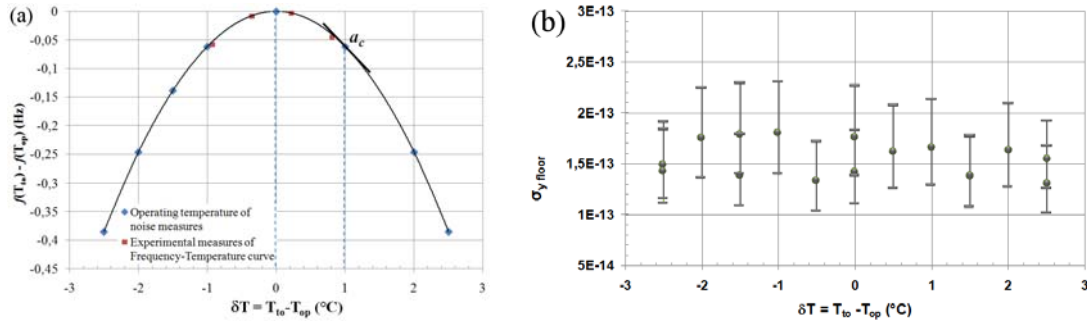 (a)
0
-0,05
-0,1
-0,15
-0,2
-0,25
-0,3
-0,35
-0,4
-0,45
f(Tto) - f(Top) (Hz)
ac
Operating temperature of
noise measures
Experimental measures of
Frequency-Temperature curve
-3 -2 -1 0 1 2 3
δT = Tto-Top (°C)
(b)
3E-13
2,5E-13
2E-13
1,5E-13
1E-13
5E-14
σy floor
-3 -2 -1 0 1 2 3
δT = Tto -Top (°C)